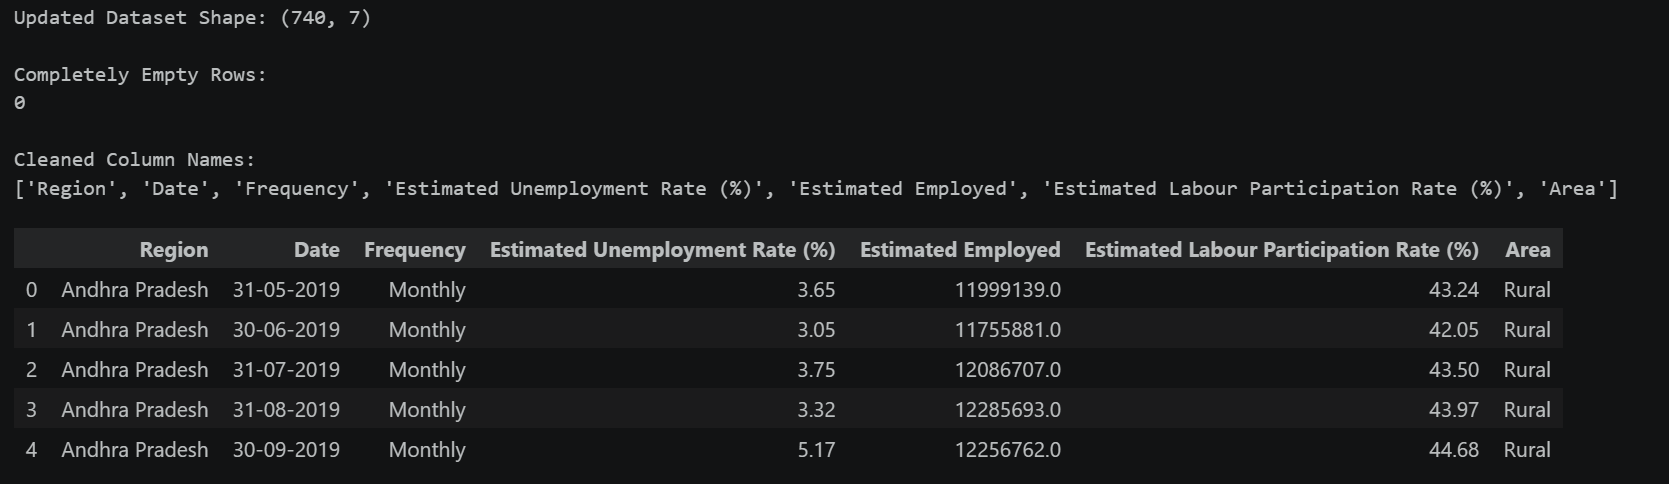 Updated Dataset Shape: (740, 7)
Completely Empty Rows:
0
Cleaned Column Names:
['Region', 'Date', 'Frequency', 'Estimated Unemployment Rate (%)', 'Estimated Employed', 'Estimated Labour Participation Rate (%)', 'Area']
Region Date Frequency Estimated Unemployment Rate (%) Estimated Employed Estimated Labour Participation Rate (%) Area
0 Andhra Pradesh 31-05-2019 Monthly 3.65 11999139.0 43.24 Rural
1 Andhra Pradesh 30-06-2019 Monthly 3.05 11755881.0 42.05 Rural
2 Andhra Pradesh 31-07-2019 Monthly 3.75 12086707.0 43.50 Rural
3 Andhra Pradesh 31-08-2019 Monthly 3.32 12285693.0 43.97 Rural
4 Andhra Pradesh 30-09-2019 Monthly 5.17 12256762.0 44.68 Rural